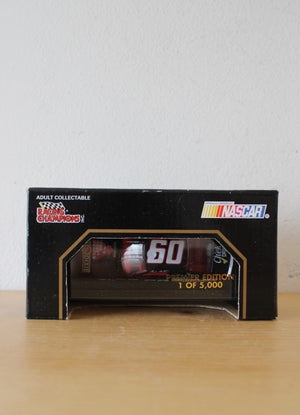 ADULT COLLECTABLE
RACING
CHAMPIONS
NASCAR
60
PREMIER EDITION
1 OF 5,000